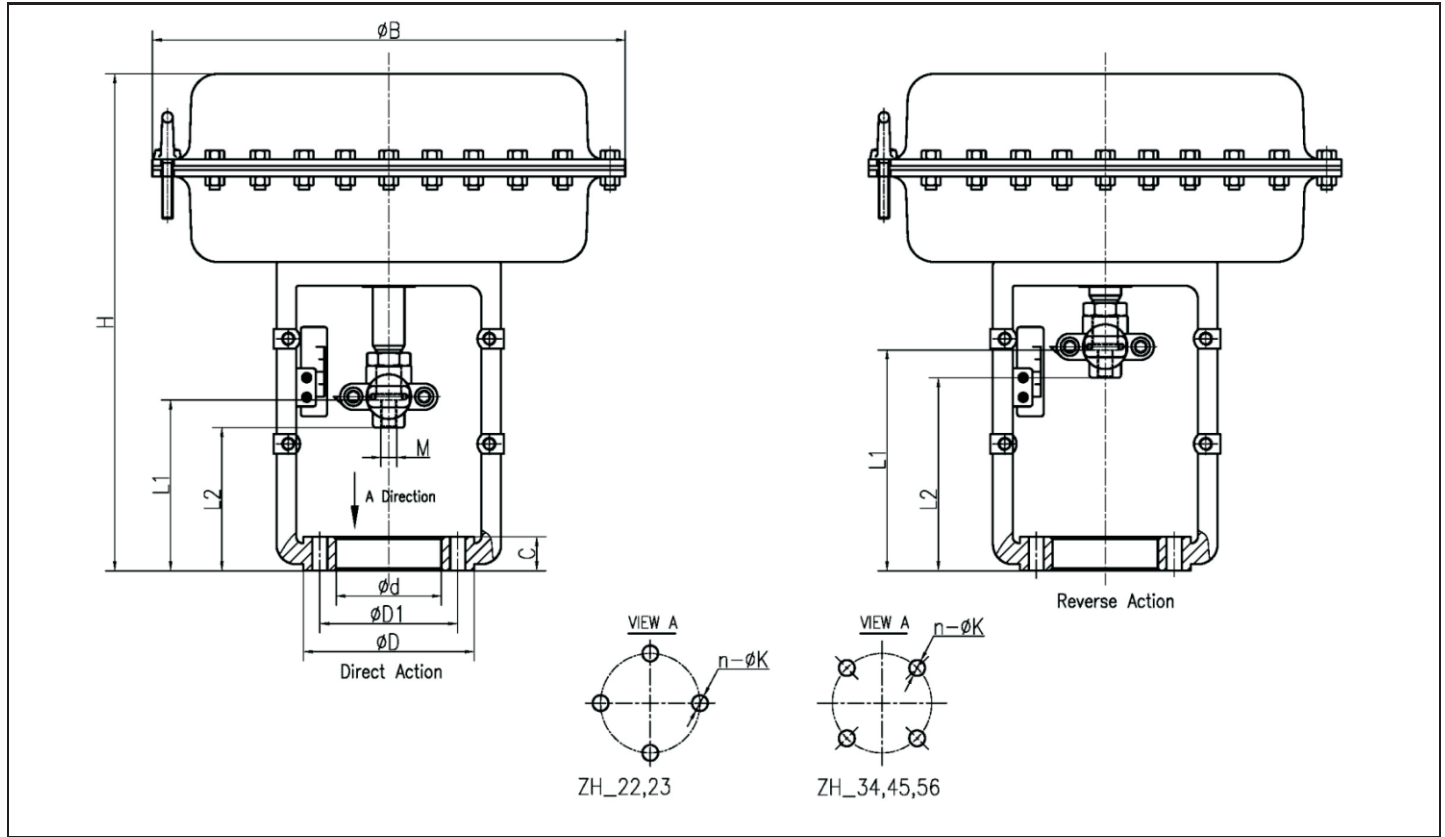 øB
H
L1
L2
M
A Direction
C
ød
øD1
øD
Direct Action
L1
L2
Reverse Action
VIEW A
n-øK
ZH_22,23
VIEW A
n-øK
ZH_34,45,56